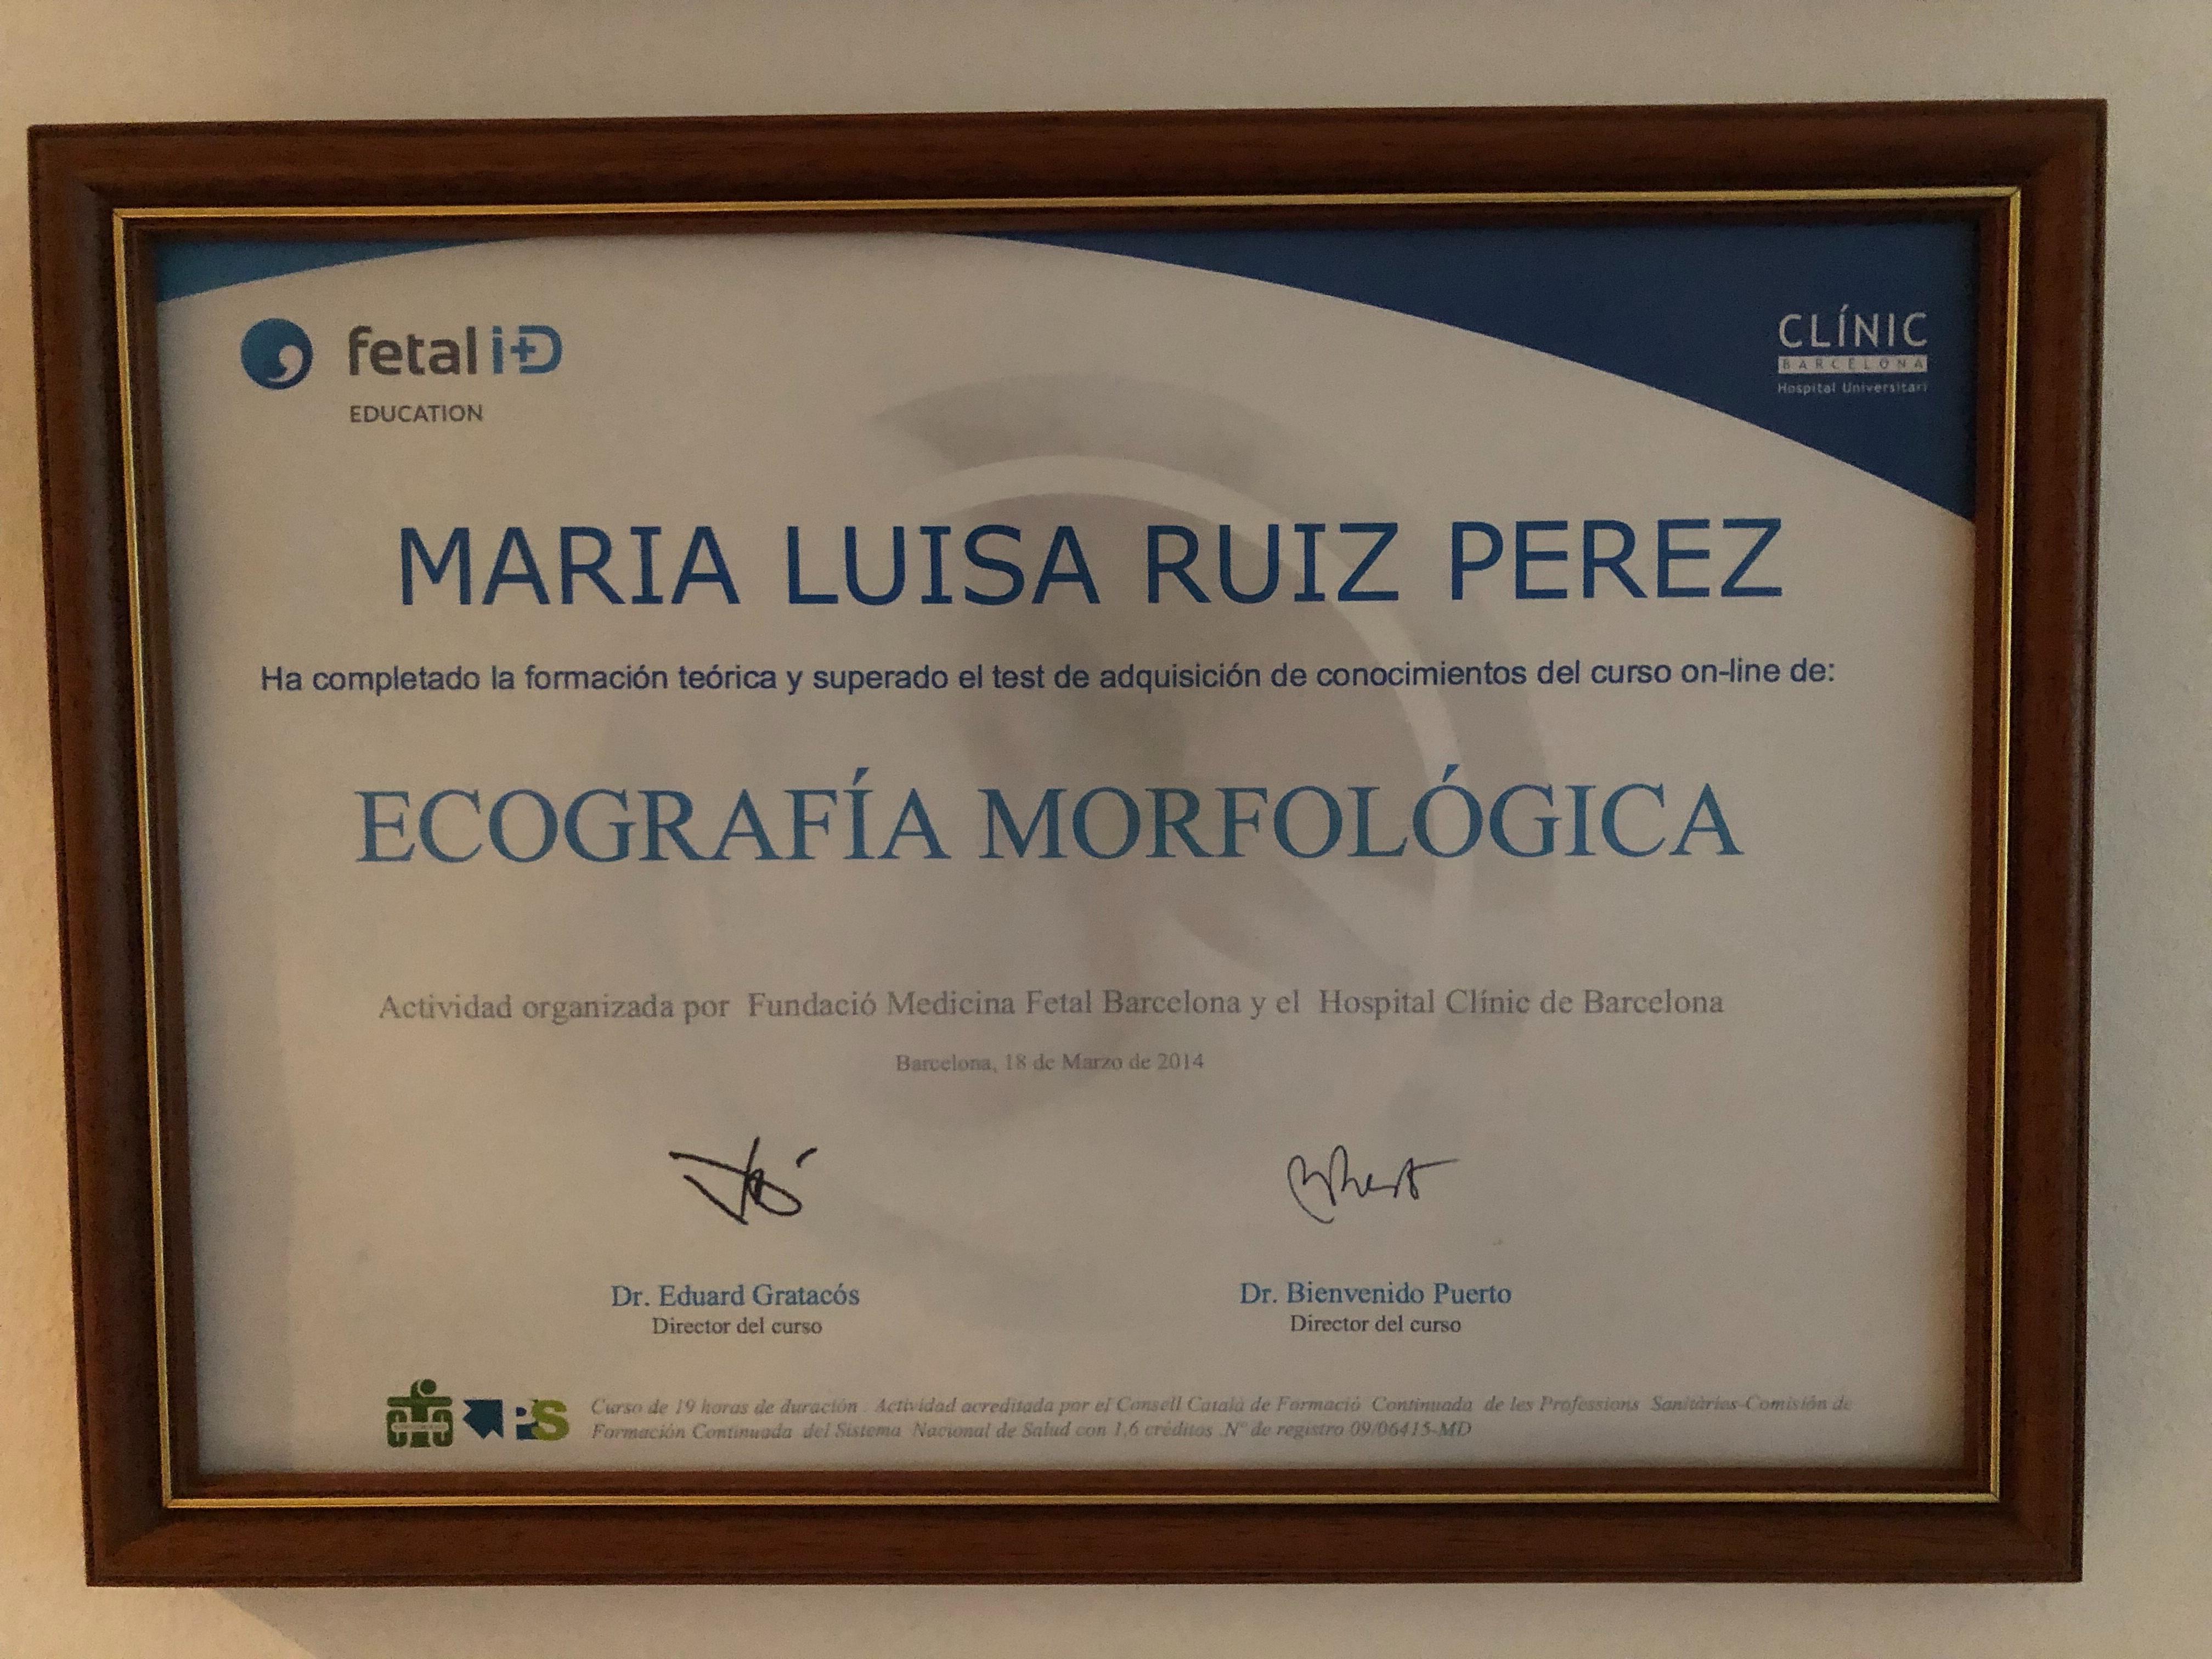 fetal i+D
EDUCATION
CLÍNIC
BARCELONA
Hospital Universitari
MARIA LUISA RUIZ PEREZ
Ha completado la formación teórica y superado el test de adquisición de conocimientos del curso on-line de:
ECOGRAFÍA MORFOLÓGICA
Actividad organizada por Fundació Medicina Fetal Barcelona y el Hospital Clínic de Barcelona
Barcelona, 18 de Marzo de 2014
Dr. Eduard Gratacós
Director del curso
Dr. Bienvenido Puerto
Director del curso
Curso de 19 horas de duración . Actividad acreditada por el Consell Català de Formació Continuada de les Professions Sanitàries-Comisión de
Formación Continuada del Sistema Nacional de Salud con 1,6 créditos .Nº de registro 09/06415-MD